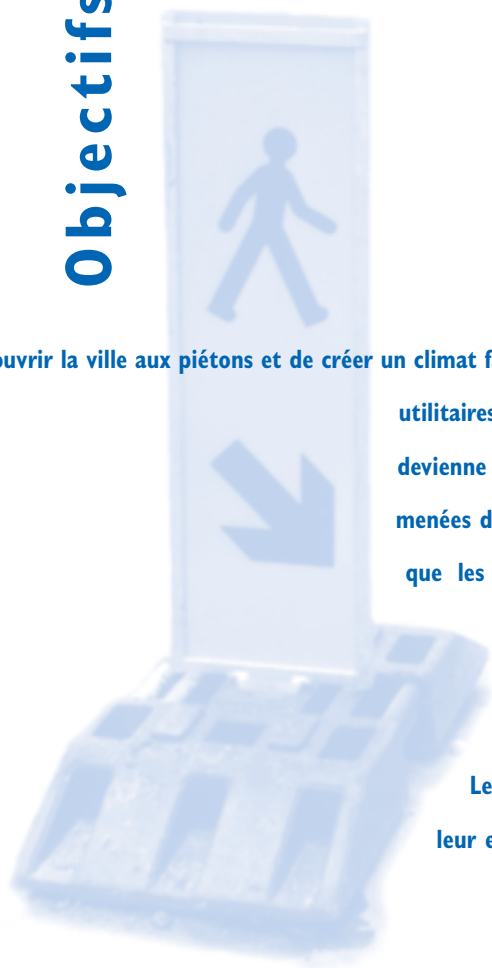 Objectifs
ouvrir la ville aux piétons et de créer un climat f
utilitaires
devienne
menées d
que les
Le
leur e